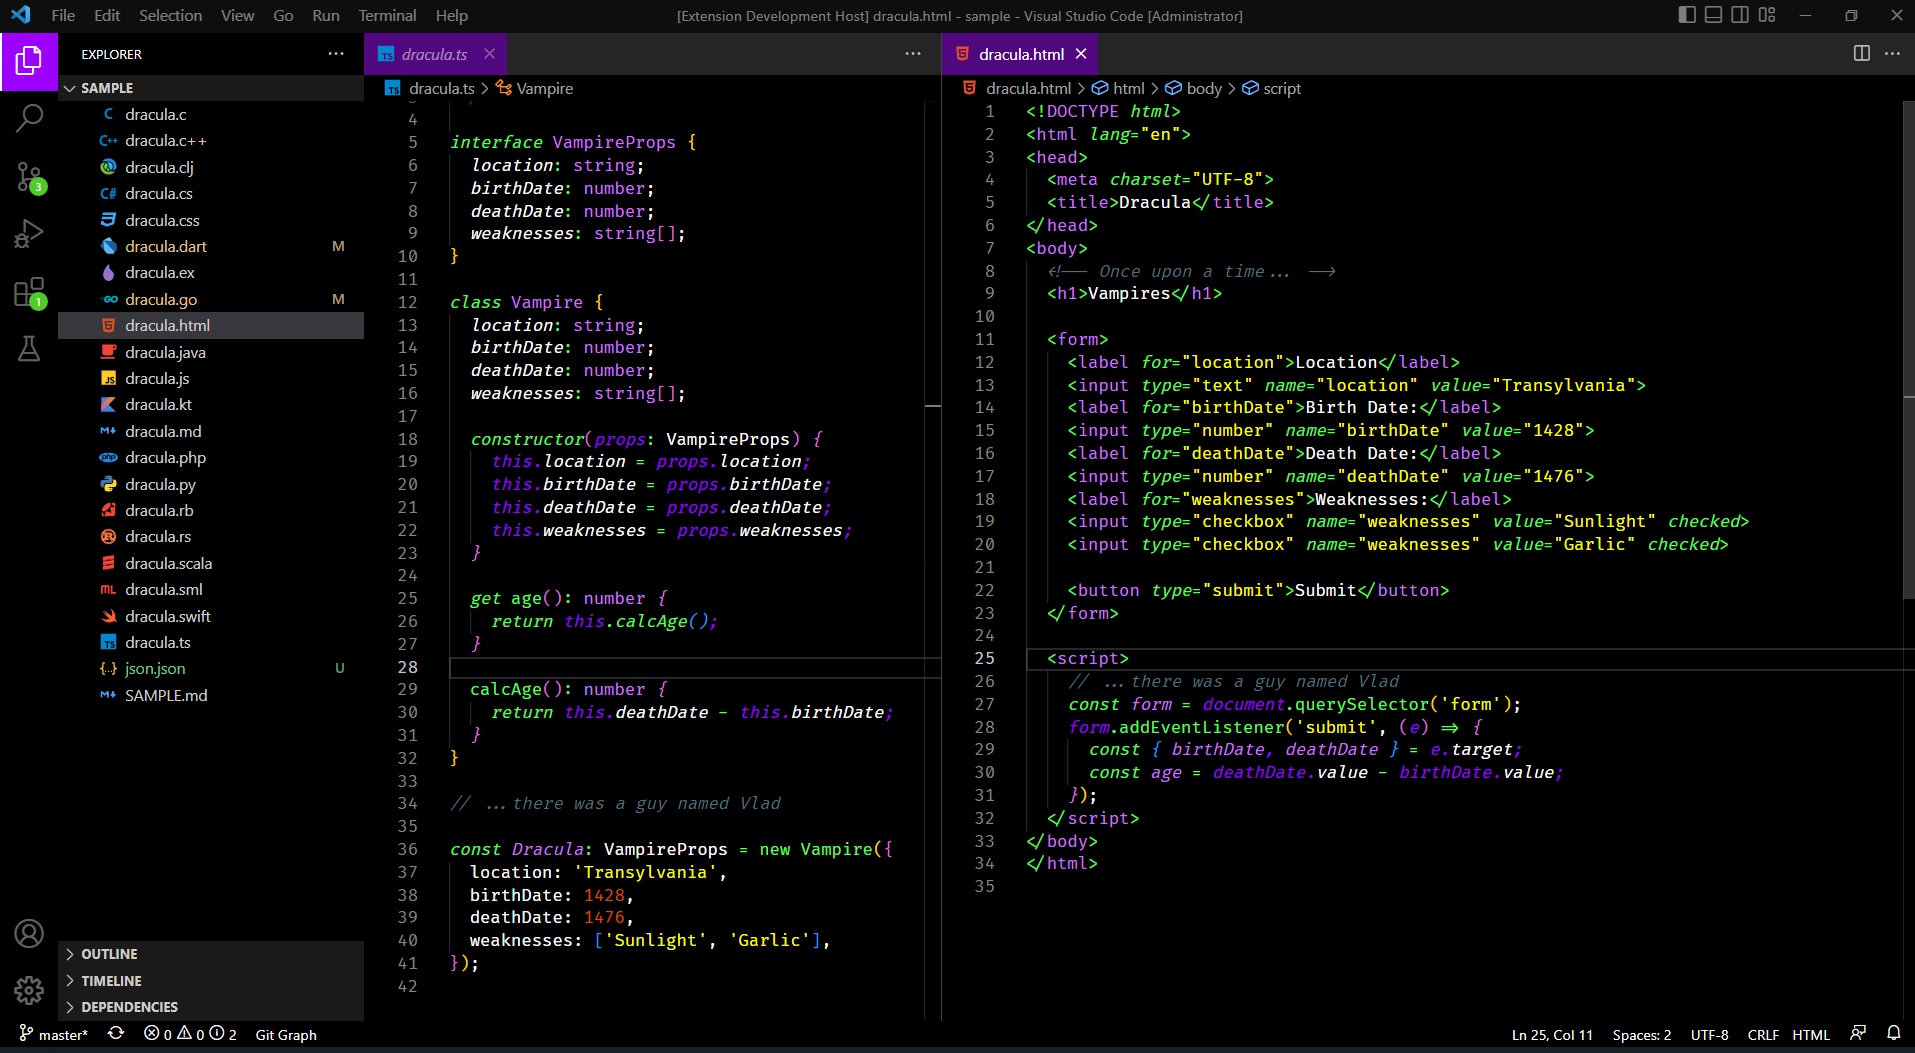 File Edit Selection View Go Run Terminal Help
[Extension Development Host] dracula.html - sample - Visual Studio Code [Administrator]
EXPLORER
SAMPLE
dracula.c
dracula.c++
dracula.clj
dracula.cs
dracula.css
dracula.dart M
dracula.ex
dracula.go M
dracula.html
dracula.java
dracula.js
dracula.kt
dracula.md
dracula.php
dracula.py
dracula.rb
dracula.rs
dracula.scala
dracula.sml
dracula.swift
dracula.ts
json.json U
SAMPLE.md
OUTLINE
TIMELINE
DEPENDENCIES
3
1
dracula.ts
dracula.ts > Vampire
4
5 interface VampireProps {
6 location: string;
7 birthDate: number;
8 deathDate: number;
9 weaknesses: string[];
10 }
11
12 class Vampire {
13 location: string;
14 birthDate: number;
15 deathDate: number;
16 weaknesses: string[];
17
18 constructor(props: VampireProps) {
19 this.location = props.location;
20 this.birthDate = props.birthDate;
21 this.deathDate = props.deathDate;
22 this.weaknesses = props.weaknesses;
23 }
24
25 get age(): number {
26 return this.calcAge();
27 }
28
29 calcAge(): number {
30 return this.deathDate - this.birthDate;
31 }
32 }
33
34 // ...there was a guy named Vlad
35
36 const Dracula: VampireProps = new Vampire({
37 location: 'Transylvania',
38 birthDate: 1428,
39 deathDate: 1476,
40 weaknesses: ['Sunlight', 'Garlic'],
41 });
42
dracula.html
dracula.html > html > body > script
1 <!DOCTYPE html>
2 <html lang="en">
3 <head>
4 <meta charset="UTF-8">
5 <title>Dracula</title>
6 </head>
7 <body>
8 <!-- Once upon a time... -->
9 <h1>Vampires</h1>
10
11 <form>
12 <label for="location">Location</label>
13 <input type="text" name="location" value="Transylvania">
14 <label for="birthDate">Birth Date:</label>
15 <input type="number" name="birthDate" value="1428">
16 <label for="deathDate">Death Date:</label>
17 <input type="number" name="deathDate" value="1476">
18 <label for="weaknesses">Weaknesses:</label>
19 <input type="checkbox" name="weaknesses" value="Sunlight" checked>
20 <input type="checkbox" name="weaknesses" value="Garlic" checked>
21
22 <button type="submit">Submit</button>
23 </form>
24
25 <script>
26 // ...there was a guy named Vlad
27 const form = document.querySelector('form');
28 form.addEventListener('submit', (e) => {
29 const { birthDate, deathDate } = e.target;
30 const age = deathDate.value - birthDate.value;
31 });
32 </script>
33 </body>
34 </html>
35
master* 0 0 2 Git Graph
Ln 25, Col 11 Spaces: 2 UTF-8 CRLF HTML